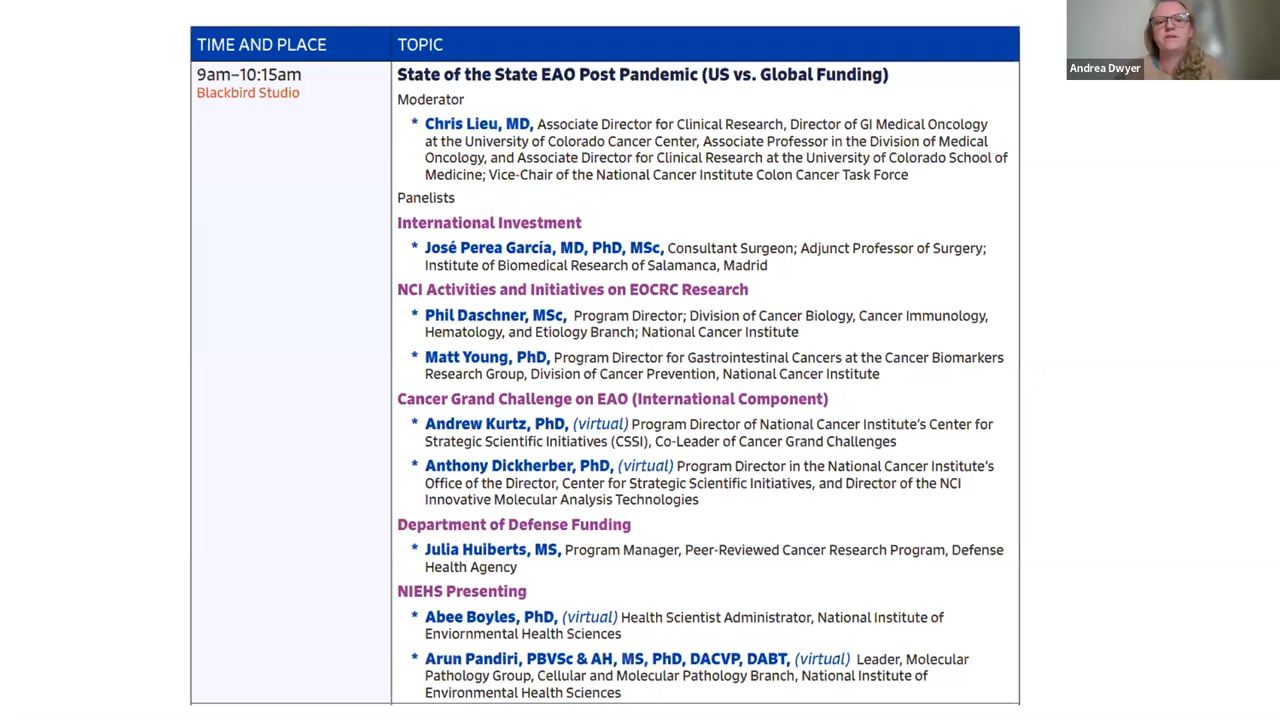 TIME AND PLACE
TOPIC
9am–10:15am
Blackbird Studio
State of the State EAO Post Pandemic (US vs. Global Funding)
Moderator
* Chris Lieu, MD, Associate Director for Clinical Research, Director of GI Medical Oncology
at the University of Colorado Cancer Center, Associate Professor in the Division of Medical
Oncology, and Associate Director for Clinical Research at the University of Colorado School of
Medicine; Vice-Chair of the National Cancer Institute Colon Cancer Task Force
Panelists
International Investment
* José Perea García, MD, PhD, MSc, Consultant Surgeon; Adjunct Professor of Surgery;
Institute of Biomedical Research of Salamanca, Madrid
NCI Activities and Initiatives on EOCRC Research
* Phil Daschner, MSc, Program Director; Division of Cancer Biology, Cancer Immunology,
Hematology, and Etiology Branch; National Cancer Institute
* Matt Young, PhD, Program Director for Gastrointestinal Cancers at the Cancer Biomarkers
Research Group, Division of Cancer Prevention, National Cancer Institute
Cancer Grand Challenge on EAO (International Component)
* Andrew Kurtz, PhD, (virtual) Program Director of National Cancer Institute's Center for
Strategic Scientific Initiatives (CSSI), Co-Leader of Cancer Grand Challenges
* Anthony Dickherber, PhD, (virtual) Program Director in the National Cancer Institute's
Office of the Director, Center for Strategic Scientific Initiatives, and Director of the NCI
Innovative Molecular Analysis Technologies
Department of Defense Funding
* Julia Huiberts, MS, Program Manager, Peer-Reviewed Cancer Research Program, Defense
Health Agency
NIEHS Presenting
* Abee Boyles, PhD, (virtual) Health Scientist Administrator, National Institute of
Enviornmental Health Sciences
* Arun Pandiri, PBVSc & AH, MS, PhD, DACVP, DABT, (virtual) Leader, Molecular
Pathology Group, Cellular and Molecular Pathology Branch, National Institute of
Environmental Health Sciences
Andrea Dwyer